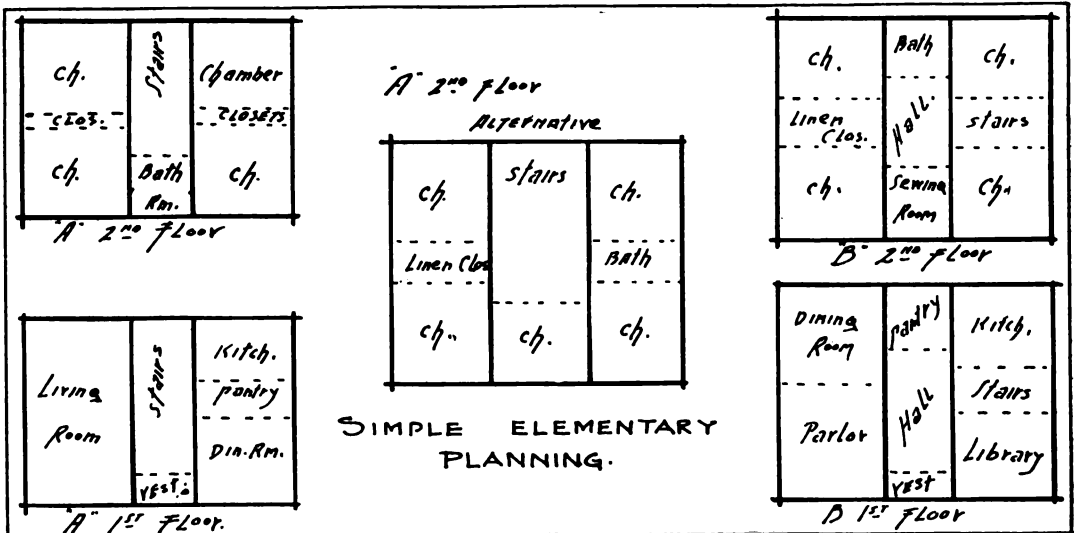 ch.
Stairs
Chamber
CLOS.
CLOSETS
ch.
Bath
Rm.
ch.
"A" 2ND FLOOR
"A" 2ND FLOOR
ALTERNATIVE
ch.
stairs
ch.
Linen Clos
BATH
ch.
ch.
ch.
ch.
Bath
ch.
Linen
Clos.
Hall.
stairs
ch.
Sewing
Room
Ch.
"B" 2ND FLOOR
Living
Room
Stairs
Kitch.
Pantry
Din.Rm.
VEST.
"A" 1ST FLOOR.
SIMPLE ELEMENTARY
PLANNING.
Dining
Room
Pantry
Kitch.
Hall
Stairs
Parlor
Library
VEST
B 1ST FLOOR